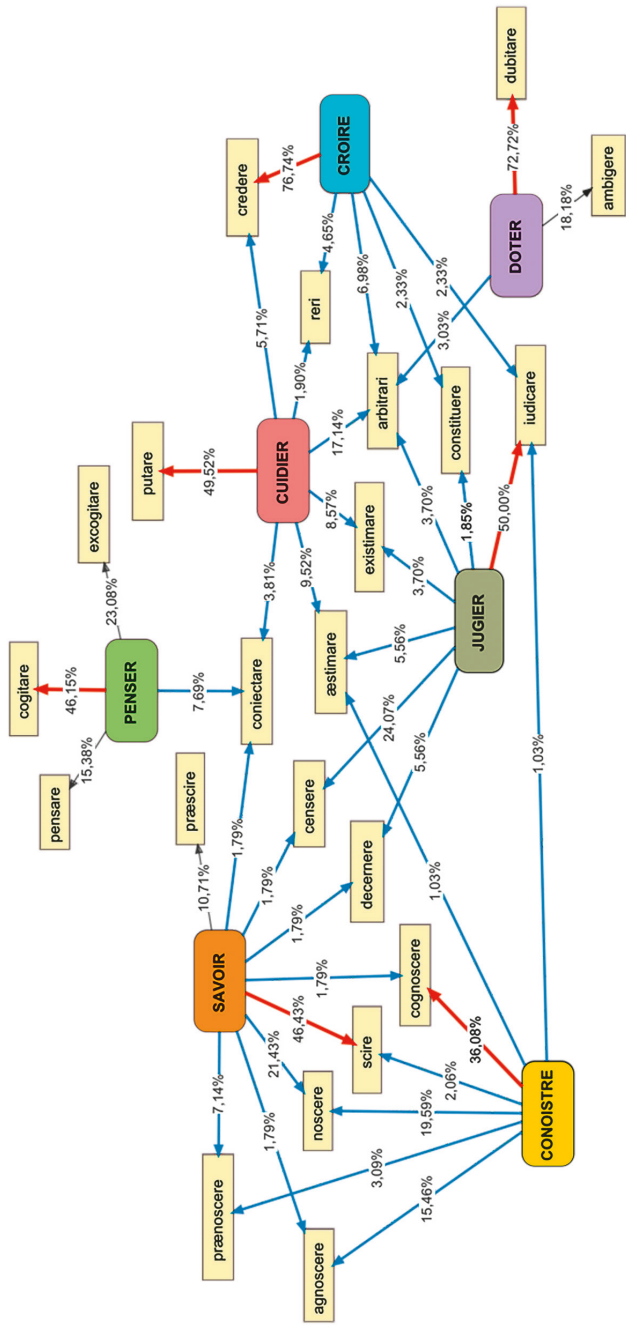 pensare
cogitare
excogitare
15,38%
46,15%
23,08%
PENSER
putare
credere
præscire
7,69%
49,52%
5,71%
76,74%
10,71%
coniectare
3,81%
CUIDIER
1,90%
reri
4,65%
CROIRE
SAVOIR
1,79%
1,79%
censere
9,52%
8,57%
17,14%
6,98%
2,33%
2,33%
dubitare
prænoscere
7,14%
1,79%
21,43%
46,43%
1,79%
1,79%
decernere
æstimare
existimare
arbitrari
constituere
3,03%
72,72%
DOTER
18,18%
ambigere
agnoscere
noscere
scire
cognoscere
24,07%
5,56%
5,56%
3,70%
3,70%
1,85%
50,00%
iudicare
JUGIER
3,09%
15,46%
19,59%
2,06%
36,08%
1,03%
1,03%
CONOISTRE